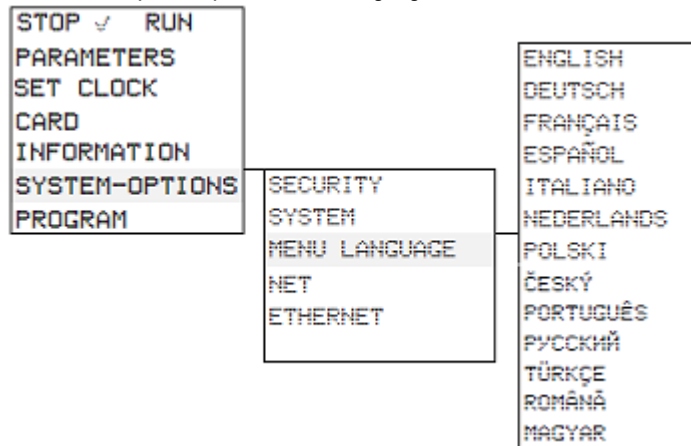 STOP √ RUN
PARAMETERS
SET CLOCK
CARD
INFORMATION
SYSTEM-OPTIONS
PROGRAM
SECURITY
SYSTEM
MENU LANGUAGE
NET
ETHERNET
ENGLISH
DEUTSCH
FRANÇAIS
ESPAÑOL
ITALIANO
NEDERLANDS
POLSKI
ČESKÝ
PORTUGUÊS
РУССКИЙ
TÜRKÇE
ROMÂNĂ
MAGYAR